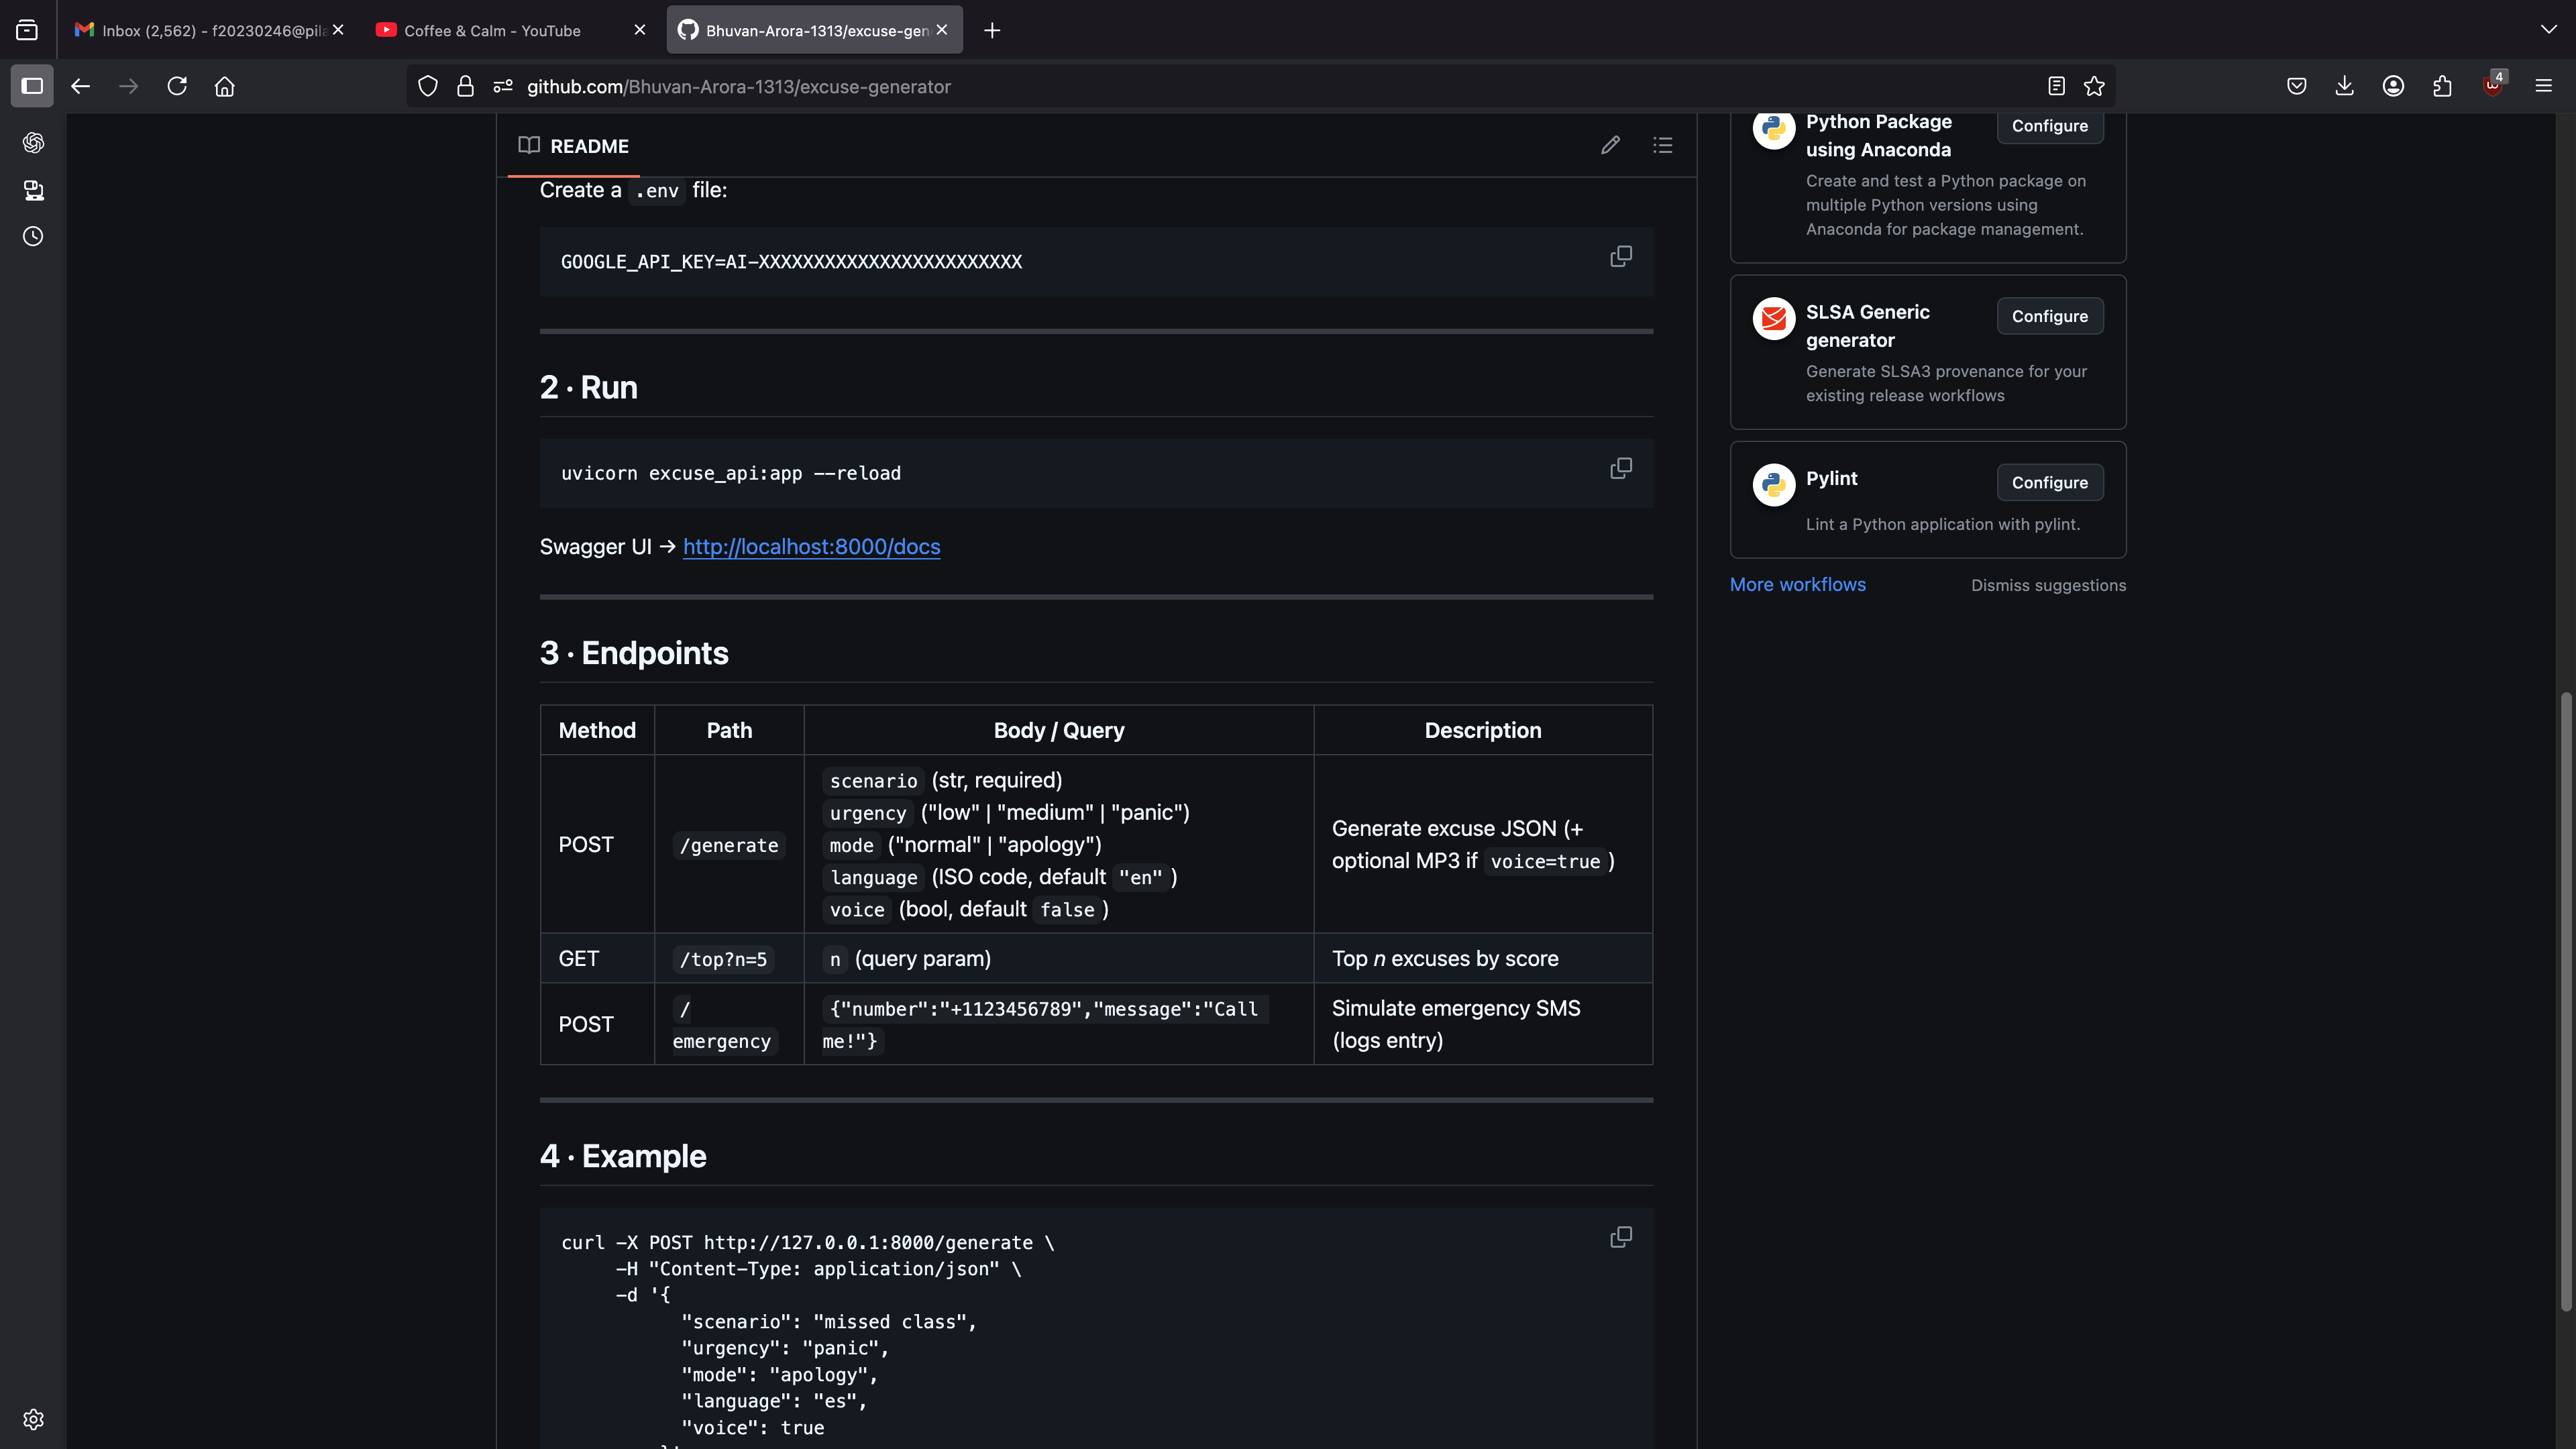 Inbox (2,562) - f20230246@pil
Coffee & Calm - YouTube
Bhuvan-Arora-1313/excuse-gen
github.com/Bhuvan-Arora-1313/excuse-generator
4
README
Create a .env file:
GOOGLE_API_KEY=AI-XXXXXXXXXXXXXXXXXXXXXXXX
2 · Run
uvicorn excuse_api:app --reload
Swagger UI → http://localhost:8000/docs
3 · Endpoints
Method Path Body / Query Description
POST /generate
scenario (str, required)
urgency ("low" | "medium" | "panic")
mode ("normal" | "apology")
language (ISO code, default "en")
voice (bool, default false)
Generate excuse JSON (+
optional MP3 if voice=true)
GET /top?n=5 n (query param) Top n excuses by score
POST
/
emergency
{"number":"+1123456789","message":"Call
me!"}
Simulate emergency SMS
(logs entry)
4 · Example
curl -X POST http://127.0.0.1:8000/generate \
-H "Content-Type: application/json" \
-d '{
"scenario": "missed class",
"urgency": "panic",
"mode": "apology",
"language": "es",
"voice": true
Python Package
using Anaconda
Configure
Create and test a Python package on
multiple Python versions using
Anaconda for package management.
SLSA Generic
generator
Configure
Generate SLSA3 provenance for your
existing release workflows
Pylint
Configure
Lint a Python application with pylint.
More workflows
Dismiss suggestions